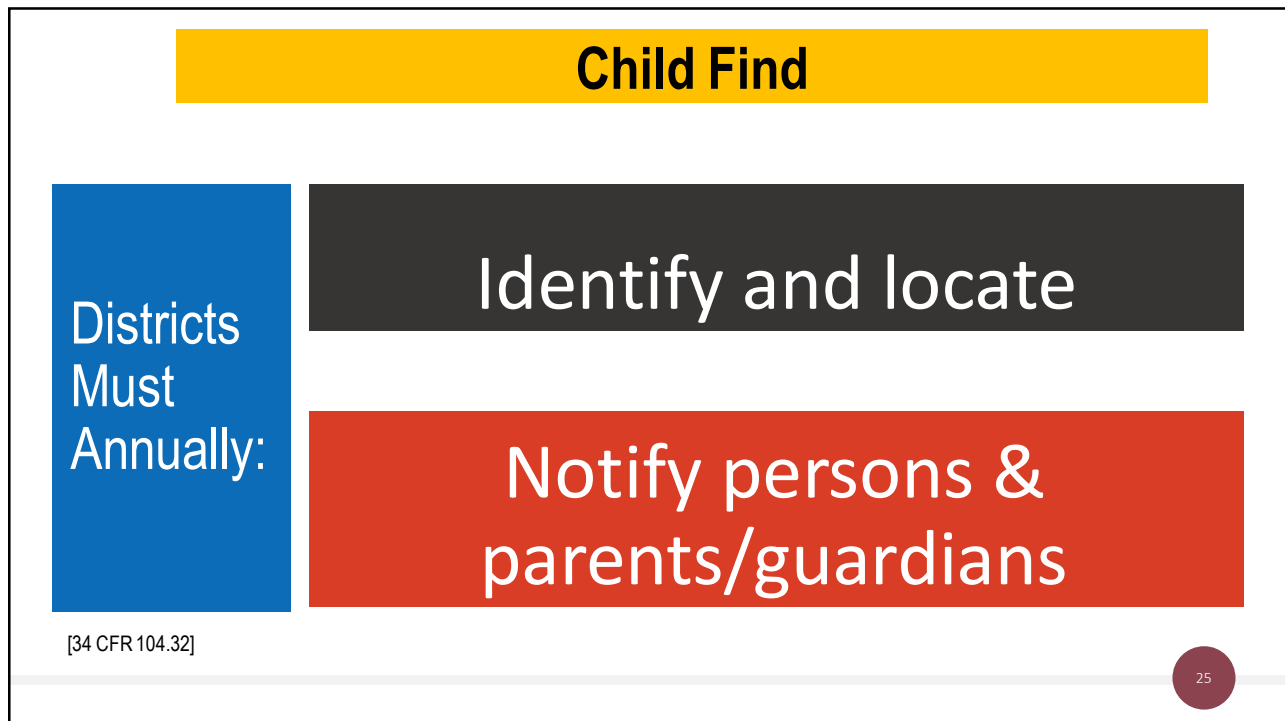 Child Find
Districts
Must
Annually:
Identify and locate
Notify persons &
parents/guardians
[34 CFR 104.32]
25